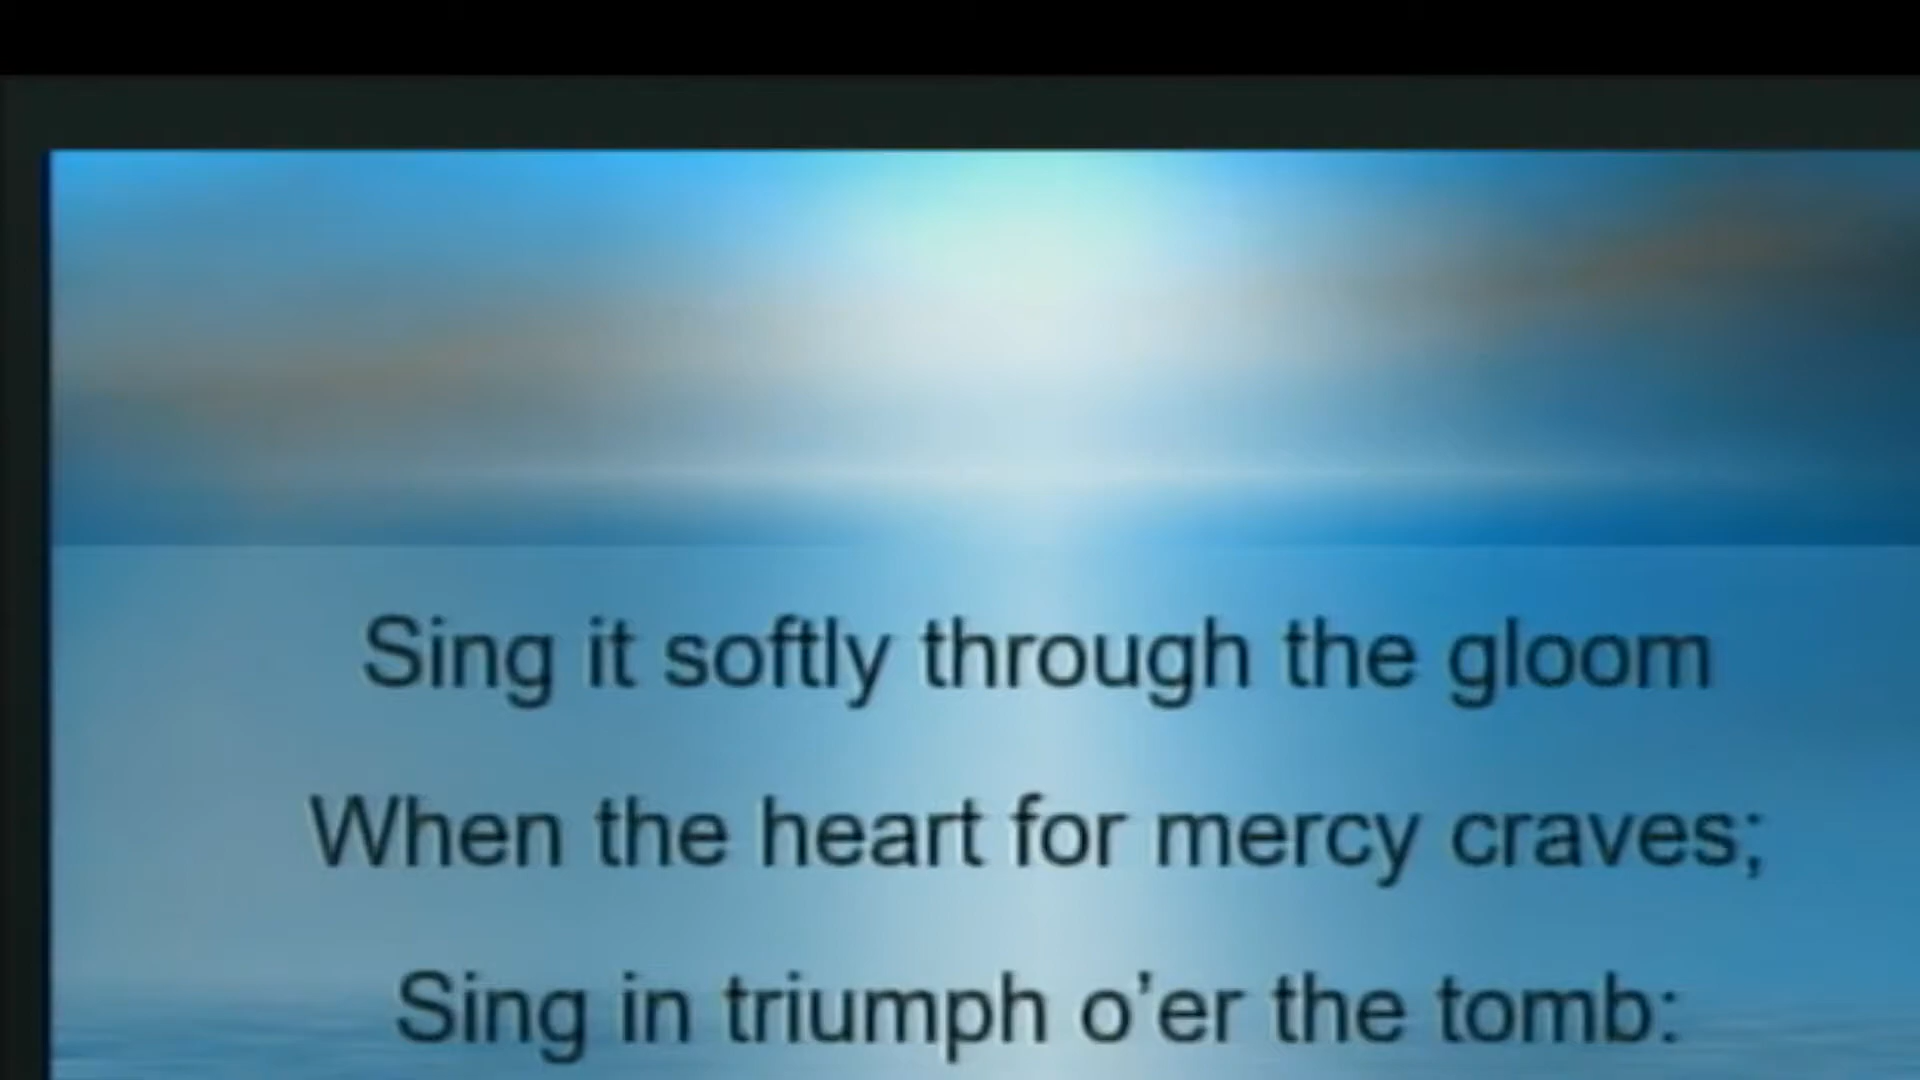 Sing it softly through the gloom
When the heart for mercy craves;
Sing in triumph o’er the tomb: